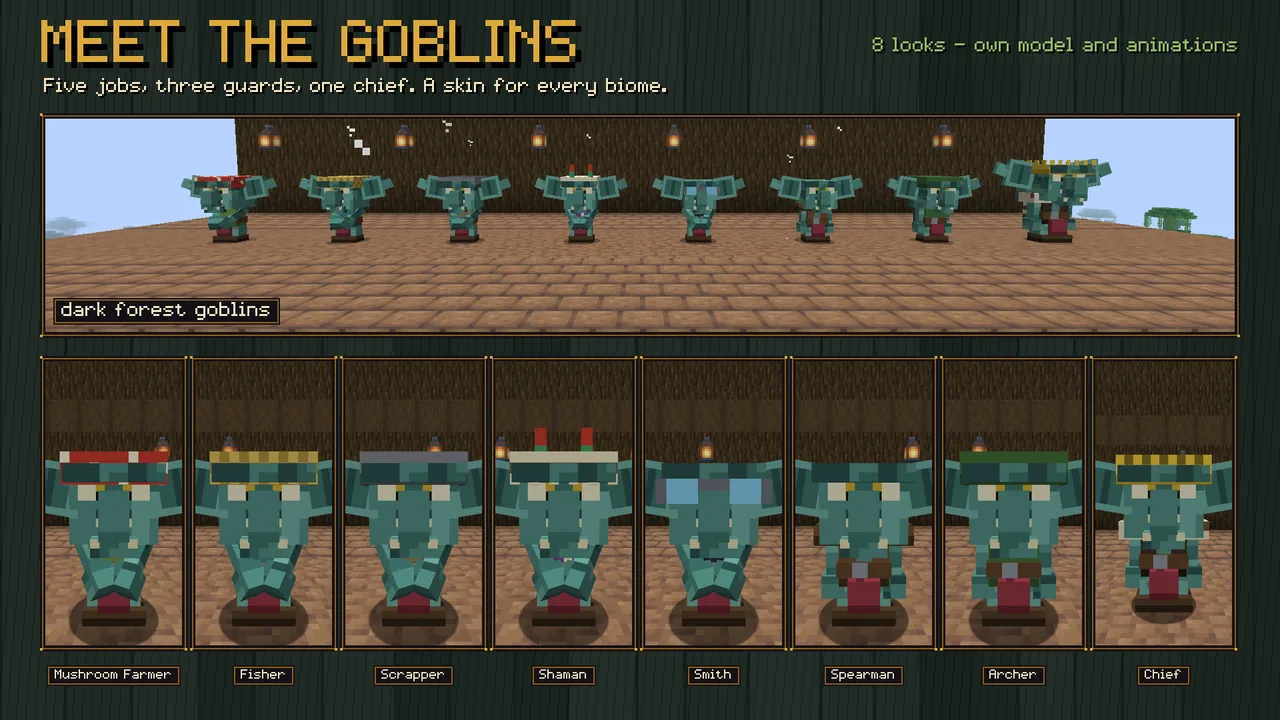 MEET THE GOBLINS
8 looks – own model and animations
Five jobs, three guards, one chief. A skin for every biome.
dark forest goblins
Mushroom Farmer
Fisher
Scrapper
Shaman
Smith
Spearman
Archer
Chief